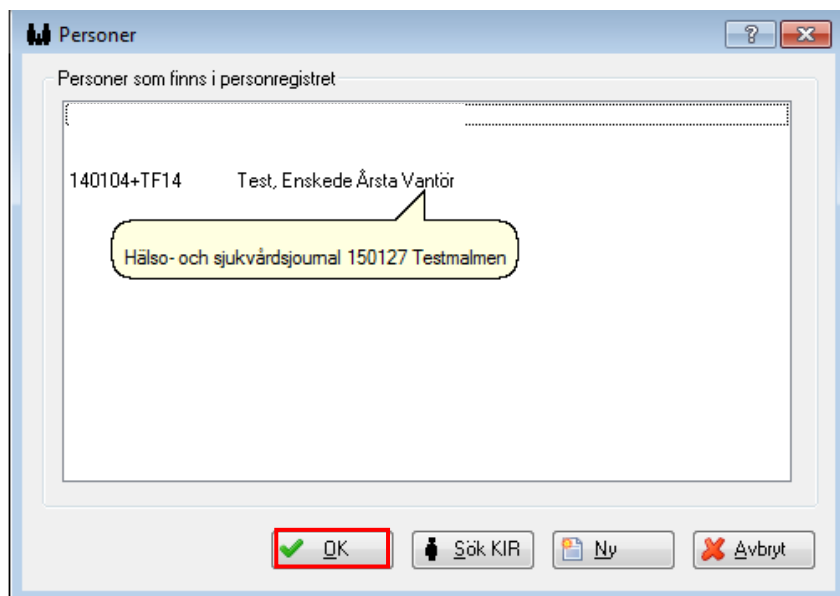 Personer
Personer som finns i personregistret
140104+TF14 Test, Enskede Årsta Vantör
Hälso- och sjukvårdsjournal 150127 Testmalmen
OK Sök KIR Ny Avbryt